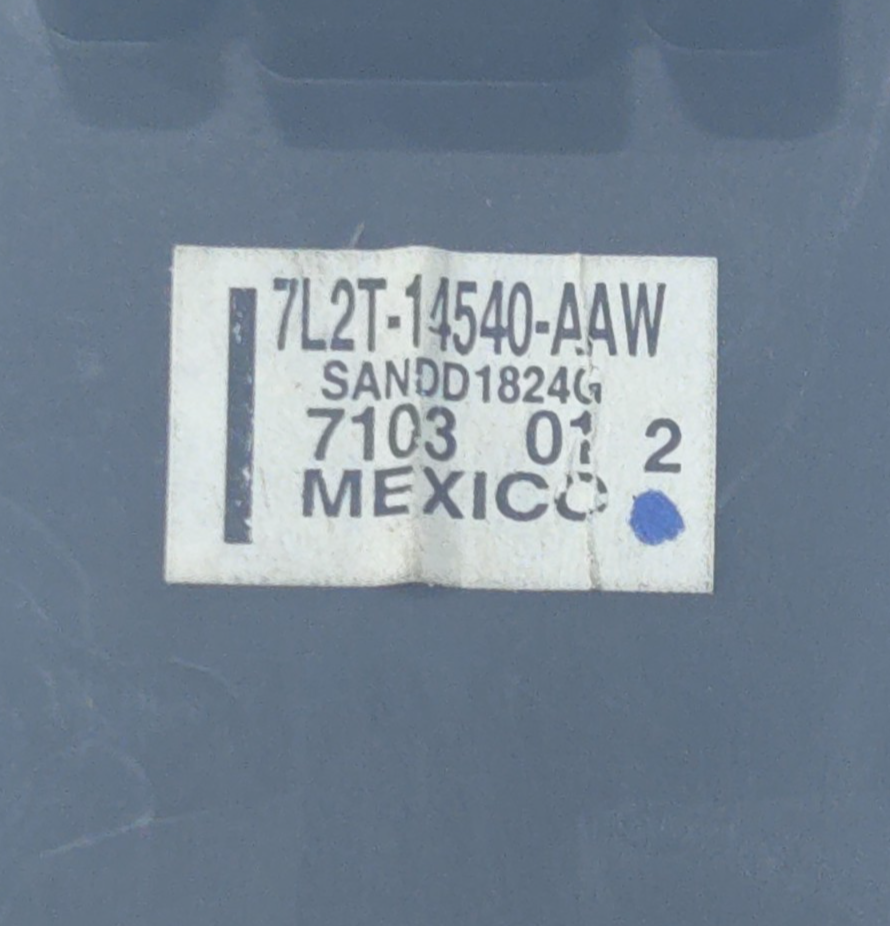 7L2T-14540-AAW
SANDD1824G
7103 01 2
MEXICO